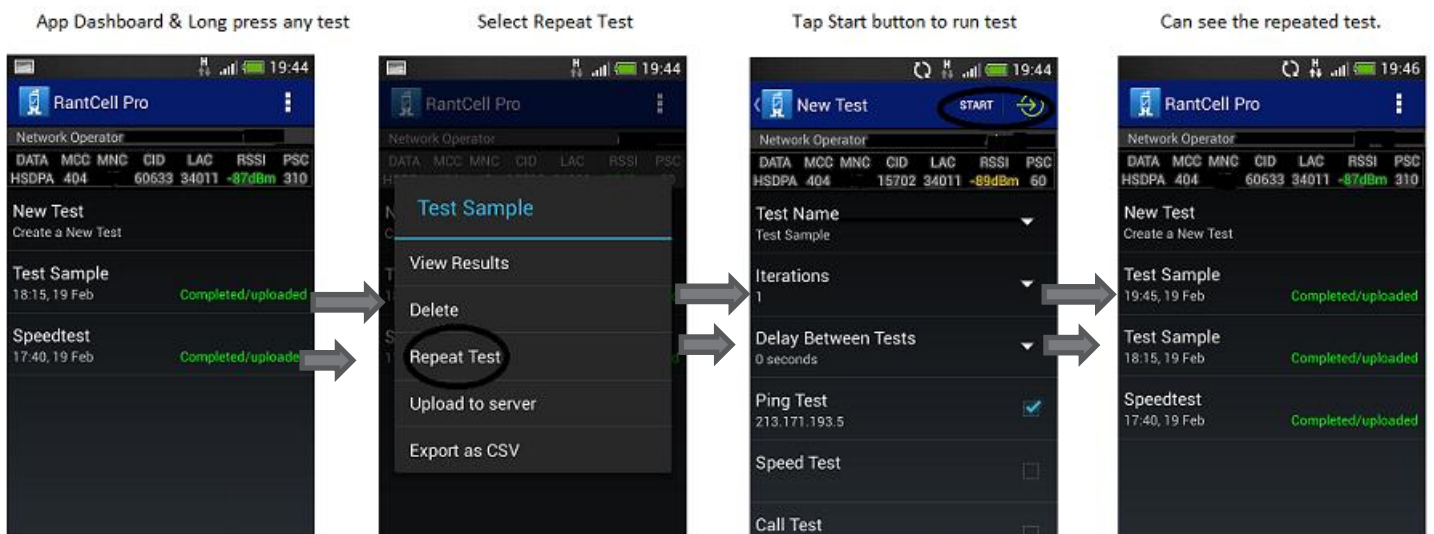 App Dashboard & Long press any test
Select Repeat Test
Tap Start button to run test
Can see the repeated test.
H 19:44
RantCell Pro
Network Operator
DATA MCC MNC CID LAC RSSI PSC
HSDPA 404 60633 34011 -87dBm 310
New Test
Create a New Test
Test Sample
18:15, 19 Feb Completed/uploaded
Speedtest
17:40, 19 Feb Completed/uploade
H 19:44
RantCell Pro
Network Operator
DATA MCC MNC CID LAC RSSI PSC
Test Sample
View Results
Delete
Repeat Test
Upload to server
Export as CSV
H 19:44
New Test START
Network Operator
DATA MCC MNC CID LAC RSSI PSC
HSDPA 404 15702 34011 -89dBm 60
Test Name
Test Sample
Iterations
1
Delay Between Tests
0 seconds
Ping Test
213.171.193.5
Speed Test
Call Test
H 19:46
RantCell Pro
Network Operator
DATA MCC MNC CID LAC RSSI PSC
HSDPA 404 60633 34011 -87dBm 310
New Test
Create a New Test
Test Sample
19:45, 19 Feb Completed/uploaded
Test Sample
18:15, 19 Feb Completed/uploaded
Speedtest
17:40, 19 Feb Completed/uploaded